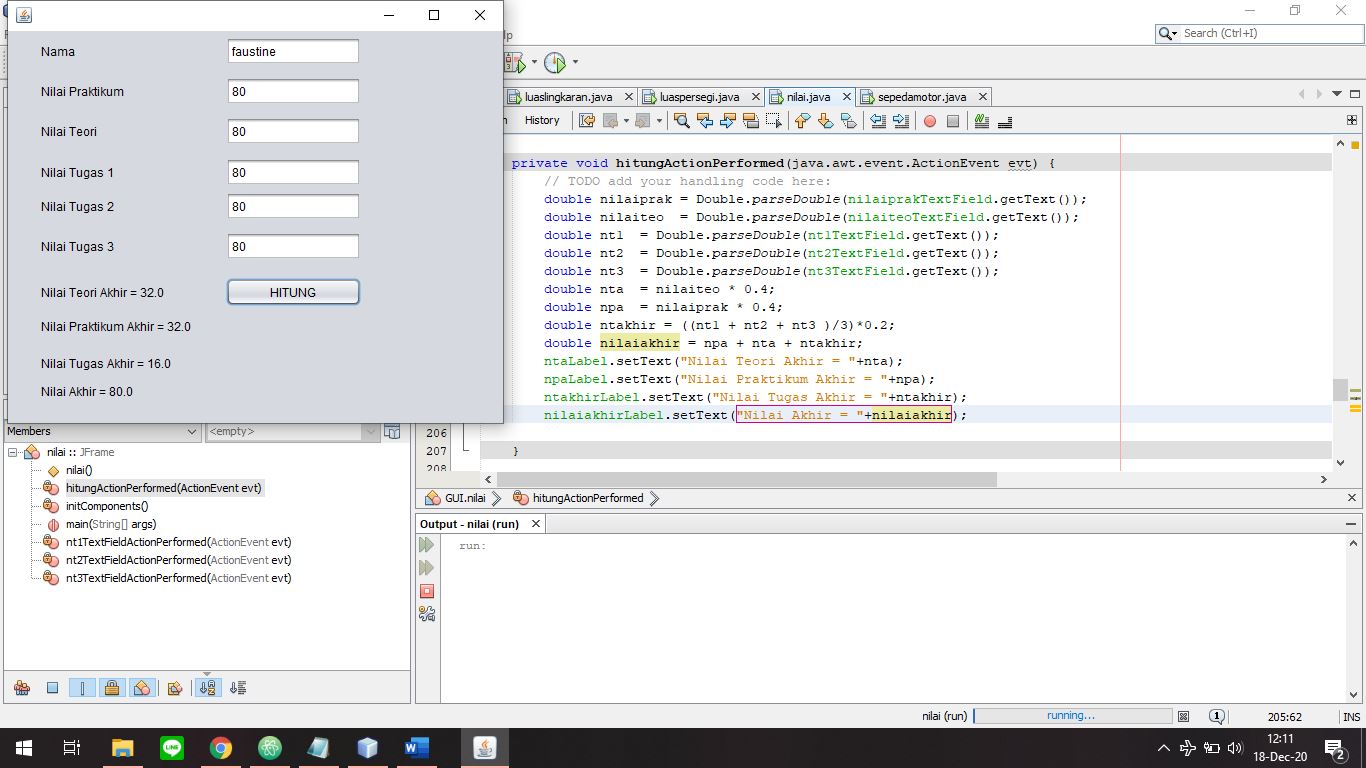 Nama
faustine
Nilai Praktikum
80
Nilai Teori
80
Nilai Tugas 1
80
Nilai Tugas 2
80
Nilai Tugas 3
80
Nilai Teori Akhir = 32.0
HITUNG
Nilai Praktikum Akhir = 32.0
Nilai Tugas Akhir = 16.0
Nilai Akhir = 80.0
Search (Ctrl+I)
luaslingkaran.java
luaspersegi.java
nilai.java
sepedamotor.java
History
private void hitungActionPerformed(java.awt.event.ActionEvent evt) {
// TODO add your handling code here:
double nilaiprak = Double.parseDouble(nilaiprakTextField.getText());
double nilaiteo  = Double.parseDouble(nilaiteoTextField.getText());
double nt1  = Double.parseDouble(nt1TextField.getText());
double nt2  = Double.parseDouble(nt2TextField.getText());
double nt3  = Double.parseDouble(nt3TextField.getText());
double nta  = nilaiteo * 0.4;
double npa  = nilaiprak * 0.4;
double ntakhir = ((nt1 + nt2 + nt3 )/3)*0.2;
double nilaiakhir = npa + nta + ntakhir;
ntaLabel.setText("Nilai Teori Akhir = "+nta);
npaLabel.setText("Nilai Praktikum Akhir = "+npa);
ntakhirLabel.setText("Nilai Tugas Akhir = "+ntakhir);
nilaiakhirLabel.setText("Nilai Akhir = "+nilaiakhir);
206
207 }
208
GUI.nilai
hitungActionPerformed
Members
<empty>
nilai :: JFrame
nilai()
hitungActionPerformed(ActionEvent evt)
initComponents()
main(String[] args)
nt1TextFieldActionPerformed(ActionEvent evt)
nt2TextFieldActionPerformed(ActionEvent evt)
nt3TextFieldActionPerformed(ActionEvent evt)
Output - nilai (run)
run:
nilai (run)
running...
1
205:62
INS
LINE
12:11
18-Dec-20
2